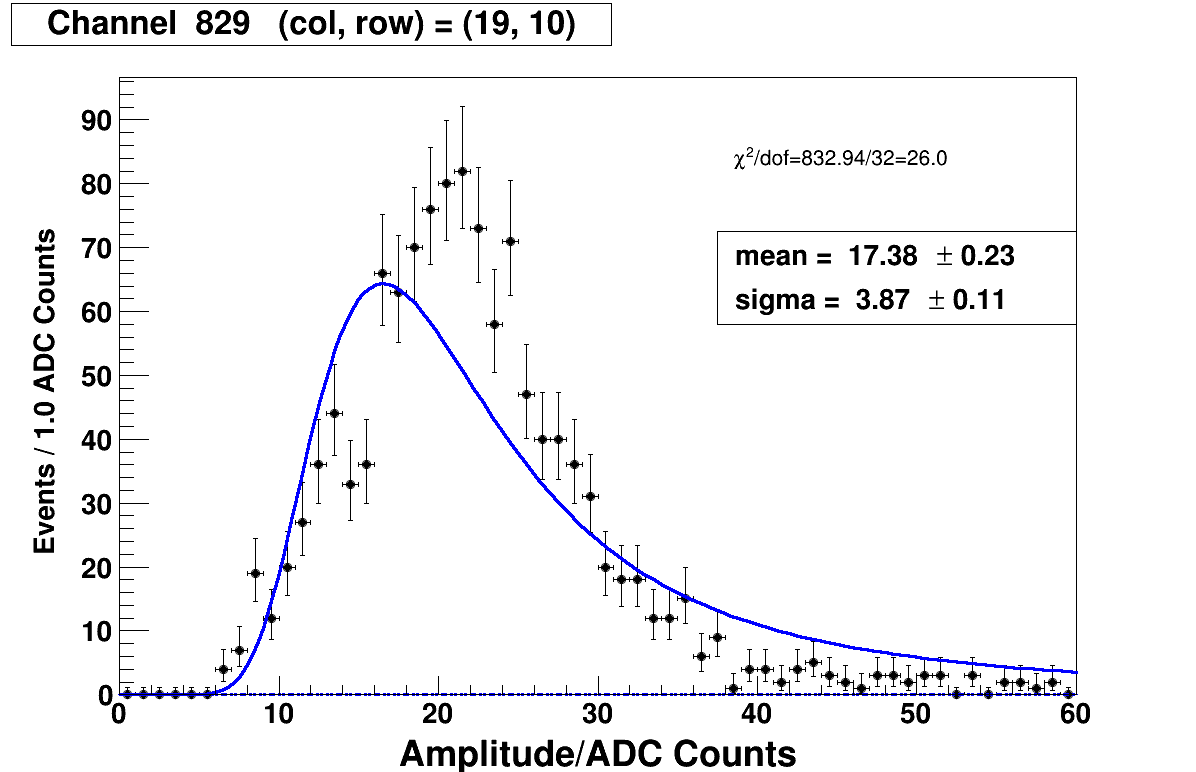 Channel 829 (col, row) = (19, 10)
χ²/dof=832.94/32=26.0
mean = 17.38 ± 0.23
sigma = 3.87 ± 0.11
Events / 1.0 ADC Counts
90
80
70
60
50
40
30
20
10
0
0 10 20 30 40 50 60
Amplitude/ADC Counts